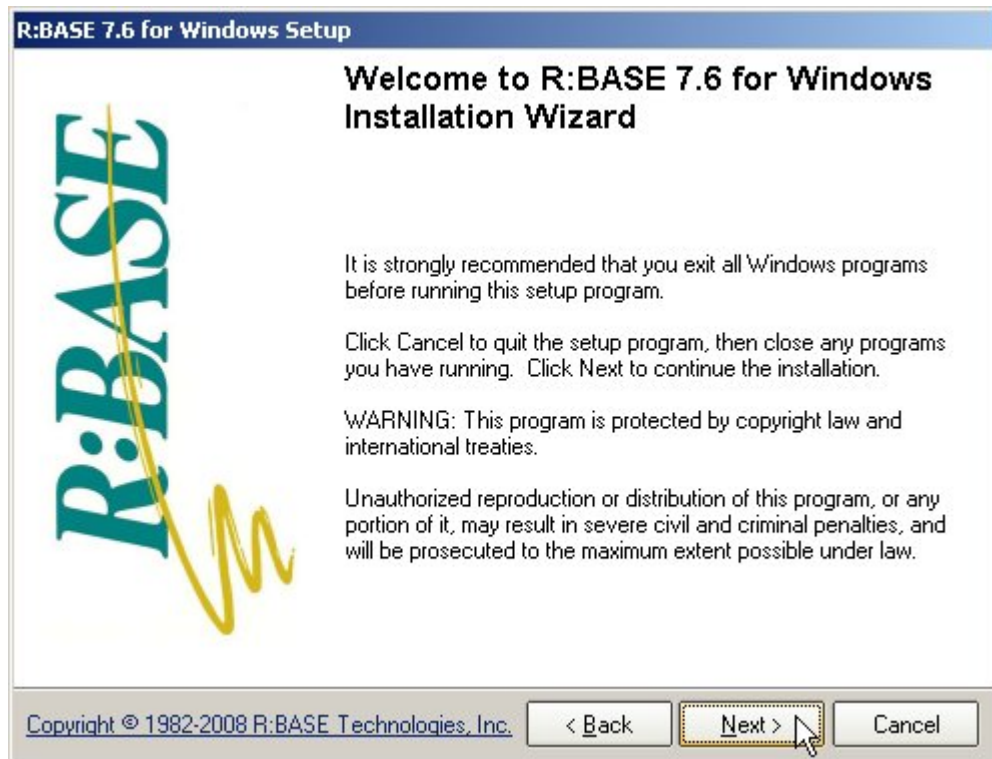 R:BASE 7.6 for Windows Setup
Welcome to R:BASE 7.6 for Windows
Installation Wizard
R:BASE
It is strongly recommended that you exit all Windows programs
before running this setup program.
Click Cancel to quit the setup program, then close any programs
you have running.  Click Next to continue the installation.
WARNING: This program is protected by copyright law and
international treaties.
Unauthorized reproduction or distribution of this program, or any
portion of it, may result in severe civil and criminal penalties, and
will be prosecuted to the maximum extent possible under law.
Copyright © 1982-2008 R:BASE Technologies, Inc.
< Back
Next >
Cancel